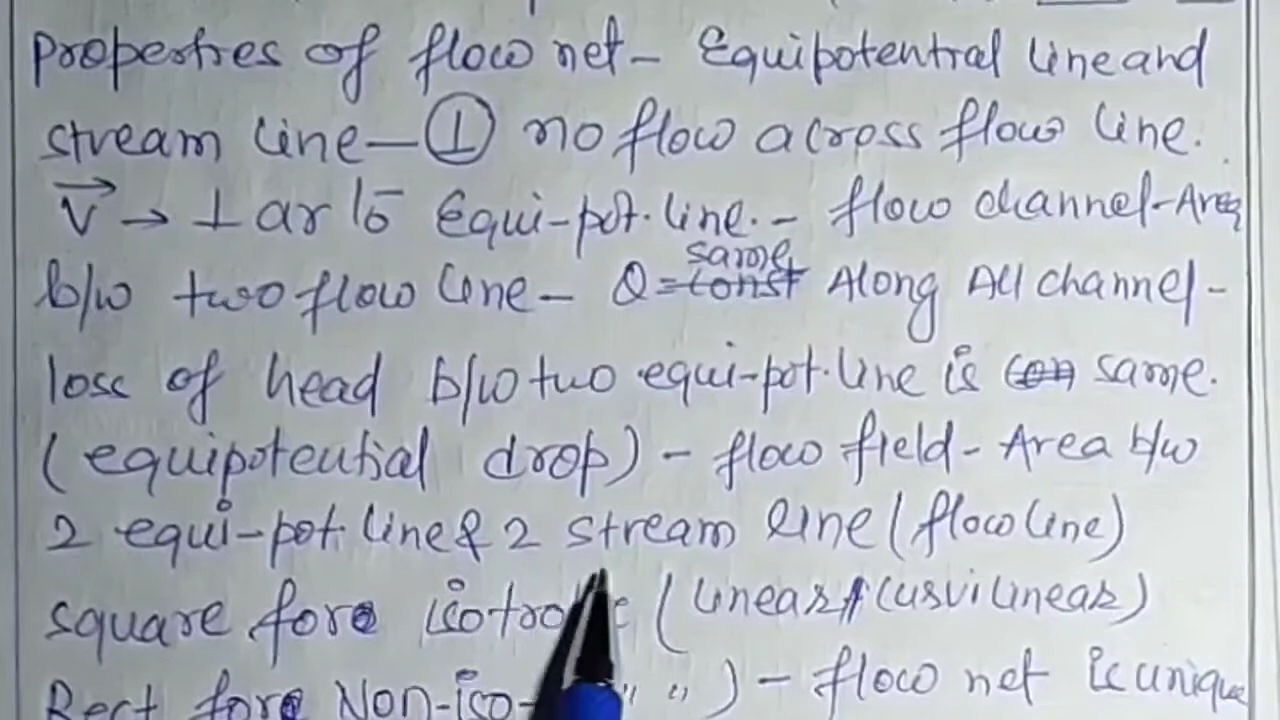 Properties of flow net - Equipotential line and
stream line - ⊥ no flow across flow line.
V → ⊥ar to Equi-pot. line. - flow channel - Area
b/w two flow line - Q = same Along All channel -
loss of head b/w two equi-pot. line is same.
(equipotential drop) - flow field - Area b/w
2 equi-pot. line & 2 stream line (flow line)
square for (linear/curvilinear)
Rect for Non-iso- " ") - flow net is unique